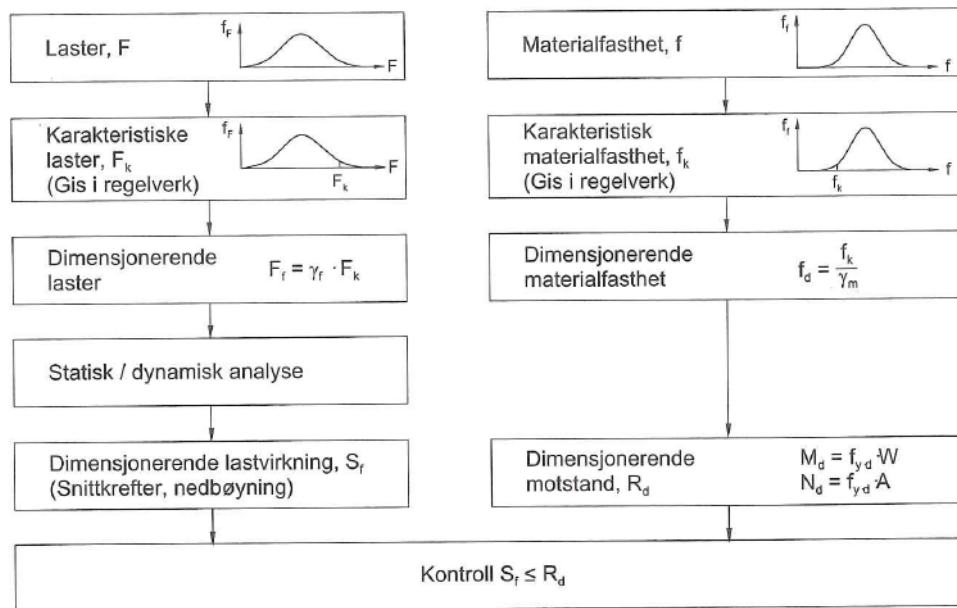 Laster, F
f_F
F
Karakteristiske
laster, F_k
(Gis i regelverk)
f_F
F
F_k
Dimensjonerende
laster
F_f = γ_f · F_k
Statisk / dynamisk analyse
Dimensjonerende lastvirkning, S_f
(Snittkrefter, nedbøyning)
Materialfasthet, f
f_f
f
Karakteristisk
materialfasthet, f_k
(Gis i regelverk)
f_f
f
f_k
Dimensjonerende
materialfasthet
f_d = f_k / γ_m
Dimensjonerende
motstand, R_d
M_d = f_yd·W
N_d = f_yd·A
Kontroll S_f ≤ R_d